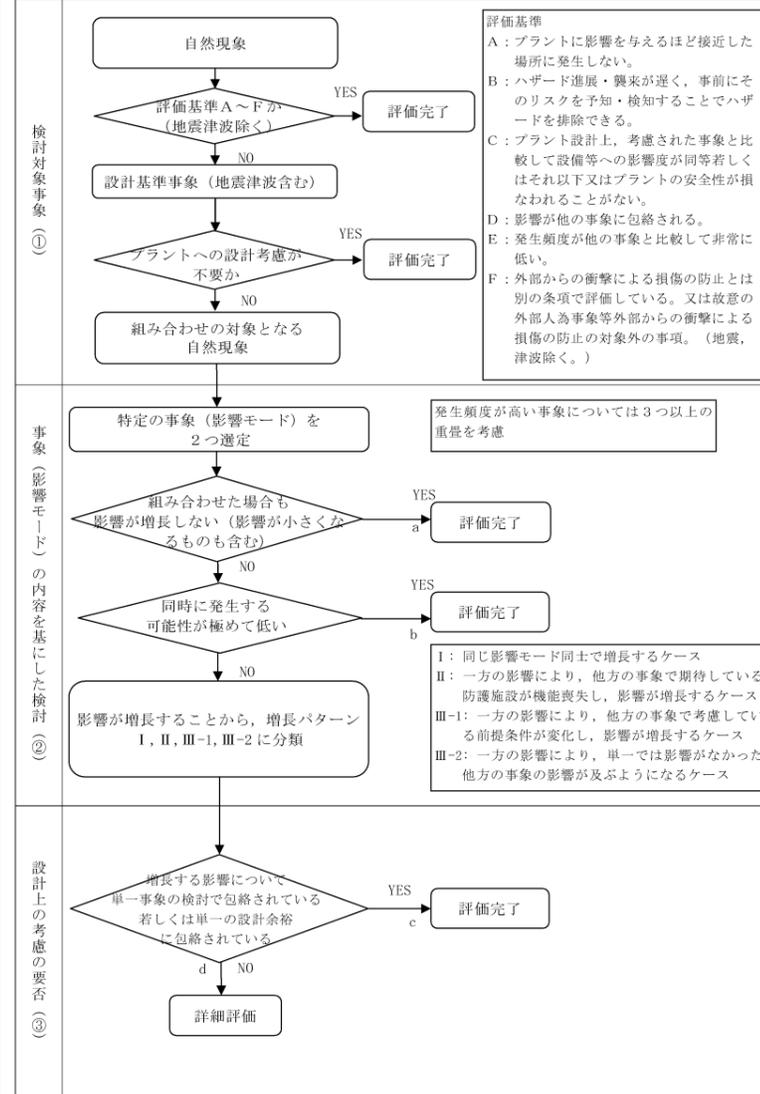 検討対象事象(①)
自然現象
評価基準A~Fか
(地震津波除く)
YES
評価完了
NO
設計基準事象(地震津波含む)
プラントへの設計考慮が
不要か
YES
評価完了
NO
組み合わせの対象となる
自然現象
評価基準
A:プラントに影響を与えるほど接近した
場所に発生しない。
B:ハザード進展・襲来が遅く,事前にそ
のリスクを予知・検知することでハザ
ードを排除できる。
C:プラント設計上,考慮された事象と比
較して設備等への影響度が同等若しく
はそれ以下又はプラントの安全性が損
なわれることがない。
D:影響が他の事象に包絡される。
E:発生頻度が他の事象と比較して非常に
低い。
F:外部からの衝撃による損傷の防止とは
別の条項で評価している。又は故意の
外部人為事象等外部からの衝撃による
損傷の防止の対象外の事項。(地震,
津波除く。)
事象(影響モード)の内容を基にした検討(②)
特定の事象(影響モード)を
2つ選定
発生頻度が高い事象については3つ以上の
重畳を考慮
組み合わせた場合も
影響が増長しない(影響が小さくな
るものも含む)
YES
a
評価完了
NO
同時に発生する
可能性が極めて低い
YES
b
評価完了
NO
影響が増長することから,増長パターン
Ⅰ,Ⅱ,Ⅲ-1,Ⅲ-2に分類
Ⅰ:同じ影響モード同士で増長するケース
Ⅱ:一方の影響により,他方の事象で期待している
防護施設が機能喪失し,影響が増長するケース
Ⅲ-1:一方の影響により,他方の事象で考慮してい
る前提条件が変化し,影響が増長するケース
Ⅲ-2:一方の影響により,単一では影響がなかった
他方の事象の影響が及ぶようになるケース
設計上の考慮の要否(③)
増長する影響について
単一事象の検討で包絡されている
若しくは単一の設計余裕
に包絡されている
YES
c
評価完了
d
NO
詳細評価